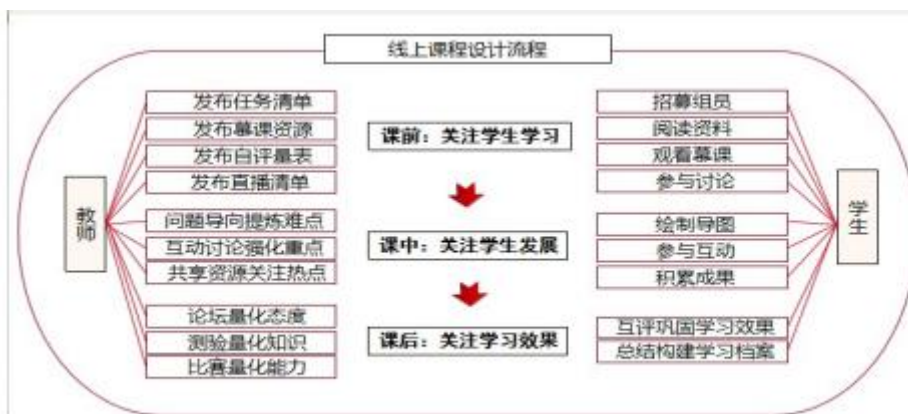 线上课程设计流程
教师
发布任务清单
发布慕课资源
发布自评量表
发布直播清单
问题导向提炼难点
互动讨论强化重点
共享资源关注热点
论坛量化态度
测验量化知识
比赛量化能力
课前：关注学生学习
课中：关注学生发展
课后：关注学习效果
招募组员
阅读资料
观看慕课
参与讨论
绘制导图
参与互动
积累成果
互评巩固学习效果
总结构建学习档案
学生